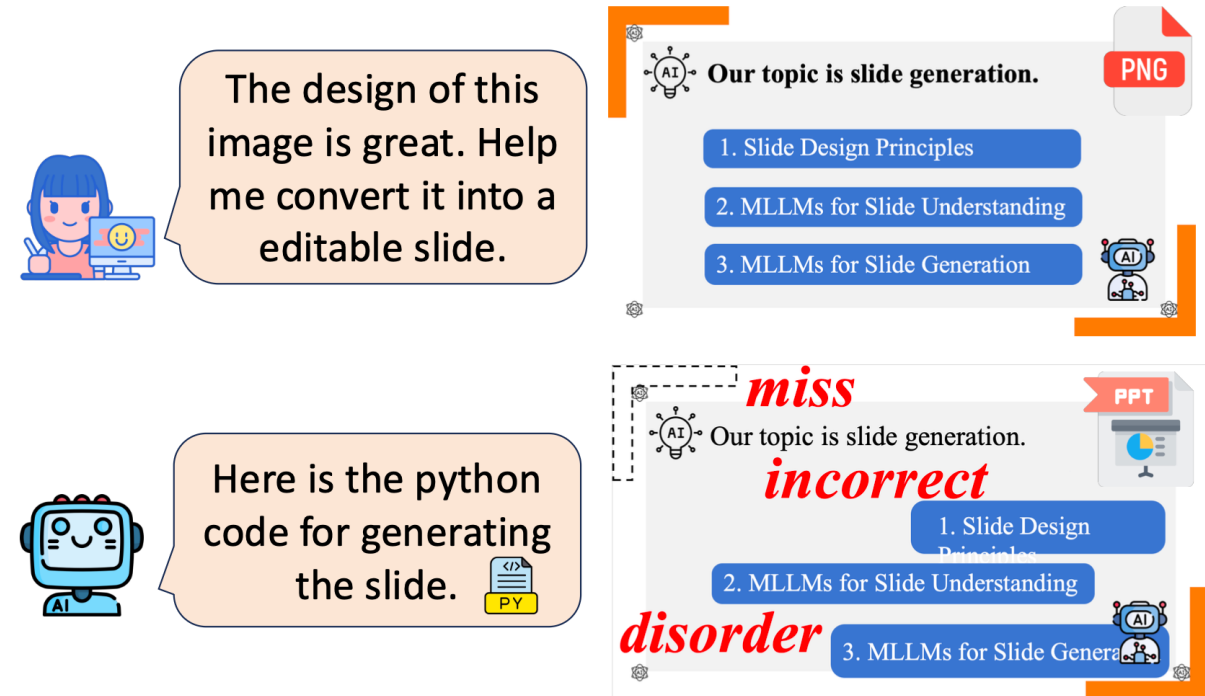 The design of this
image is great. Help
me convert it into a
editable slide.
PNG
AI
Our topic is slide generation.
1. Slide Design Principles
2. MLLMs for Slide Understanding
3. MLLMs for Slide Generation
AI
Here is the python
code for generating
the slide.
</>
PY
AI
miss
PPT
AI
Our topic is slide generation.
incorrect
1. Slide Design
Principles
2. MLLMs for Slide Understanding
disorder
3. MLLMs for Slide Genera
AI